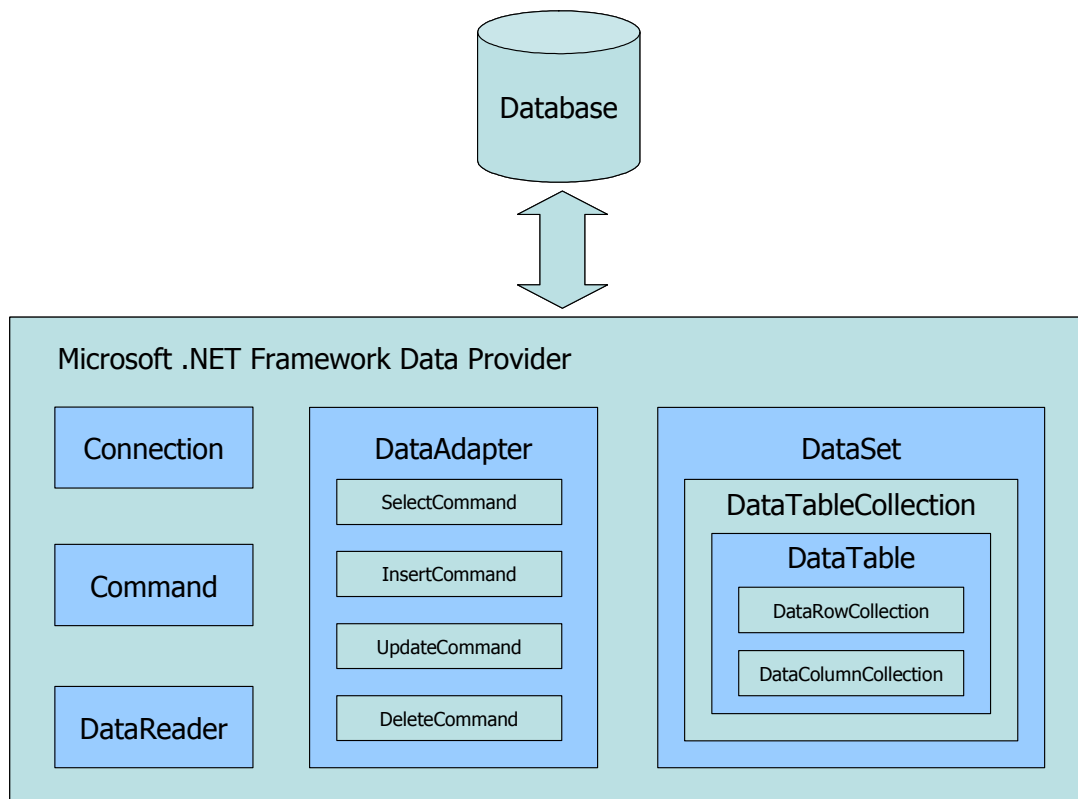 Database
Microsoft .NET Framework Data Provider
Connection
Command
DataReader
DataAdapter
SelectCommand
InsertCommand
UpdateCommand
DeleteCommand
DataSet
DataTableCollection
DataTable
DataRowCollection
DataColumnCollection